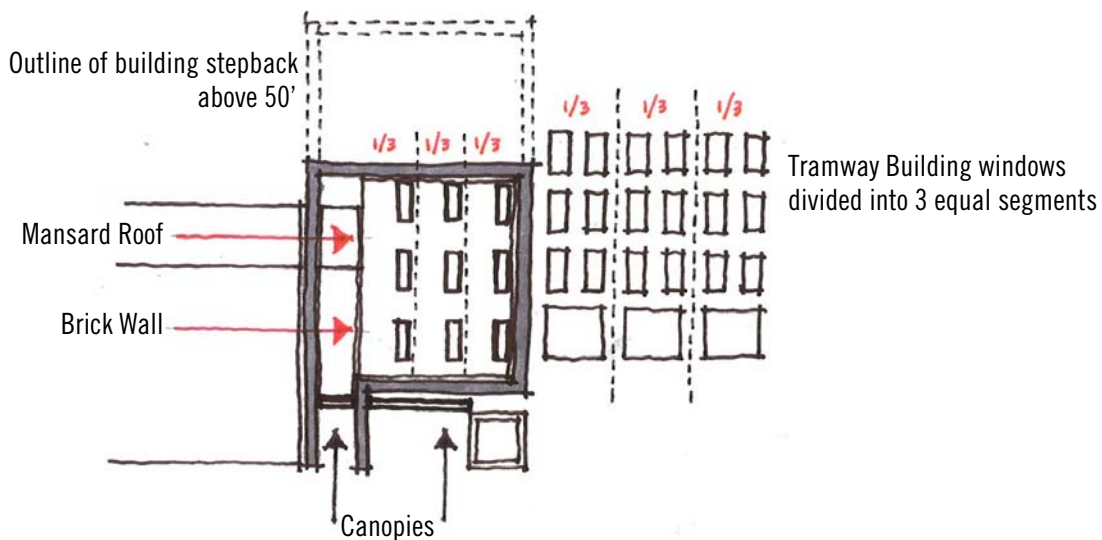 Outline of building stepback
above 50'
1/3 1/3 1/3
1/3 1/3 1/3
Tramway Building windows
divided into 3 equal segments
Mansard Roof
Brick Wall
Canopies